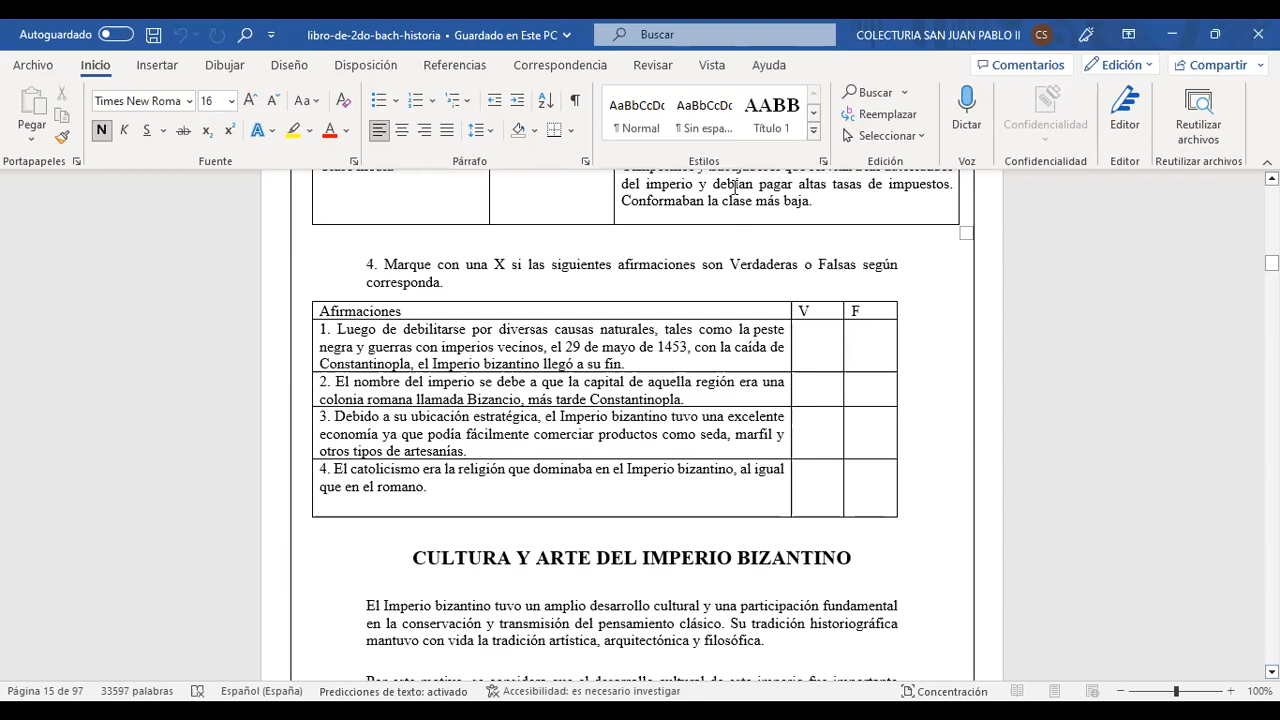 Autoguardado
libro-de-2do-bach-historia • Guardado en Este PC
Buscar
COLECTURIA SAN JUAN PABLO II
CS
Archivo Inicio Insertar Dibujar Diseño Disposición Referencias Correspondencia Revisar Vista Ayuda
Comentarios Edición Compartir
Pegar
Times New Roma 16
N K S
AaBbCcDc AaBbCcDc AABB
¶ Normal ¶ Sin espa... Título 1
Buscar
Reemplazar
Seleccionar
Dictar
Confidencialidad
Editor
Reutilizar
archivos
Portapapeles Fuente Párrafo Estilos Edición Voz Confidencialidad Editor Reutilizar archivos
del imperio y debían pagar altas tasas de impuestos.
Conformaban la clase más baja.
4. Marque con una X si las siguientes afirmaciones son Verdaderas o Falsas según
corresponda.
Afirmaciones V F
1. Luego de debilitarse por diversas causas naturales, tales como la peste
negra y guerras con imperios vecinos, el 29 de mayo de 1453, con la caída de
Constantinopla, el Imperio bizantino llegó a su fin.
2. El nombre del imperio se debe a que la capital de aquella región era una
colonia romana llamada Bizancio, más tarde Constantinopla.
3. Debido a su ubicación estratégica, el Imperio bizantino tuvo una excelente
economía ya que podía fácilmente comerciar productos como seda, marfil y
otros tipos de artesanías.
4. El catolicismo era la religión que dominaba en el Imperio bizantino, al igual
que en el romano.
CULTURA Y ARTE DEL IMPERIO BIZANTINO
El Imperio bizantino tuvo un amplio desarrollo cultural y una participación fundamental
en la conservación y transmisión del pensamiento clásico. Su tradición historiográfica
mantuvo con vida la tradición artística, arquitectónica y filosófica.
Página 15 de 97 33597 palabras Español (España) Predicciones de texto: activado Accesibilidad: es necesario investigar Concentración 100%